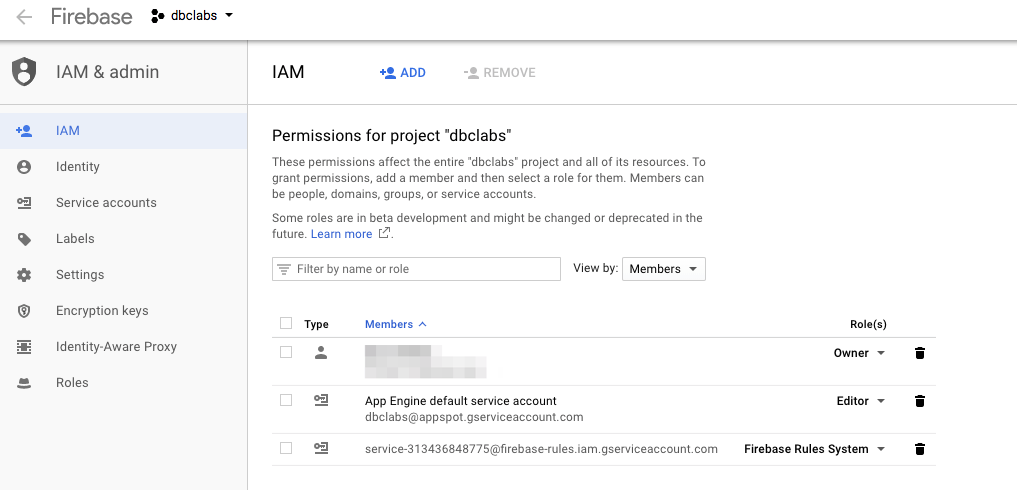 Firebase dbclabs
IAM & admin
IAM ADD REMOVE
IAM
Identity
Service accounts
Labels
Settings
Encryption keys
Identity-Aware Proxy
Roles
Permissions for project "dbclabs"
These permissions affect the entire "dbclabs" project and all of its resources. To
grant permissions, add a member and then select a role for them. Members can
be people, domains, groups, or service accounts.
Some roles are in beta development and might be changed or deprecated in the
future. Learn more.
Filter by name or role View by: Members
Type Members Role(s)
Owner
App Engine default service account Editor
dbclabs@appspot.gserviceaccount.com
service-313436848775@firebase-rules.iam.gserviceaccount.com Firebase Rules System